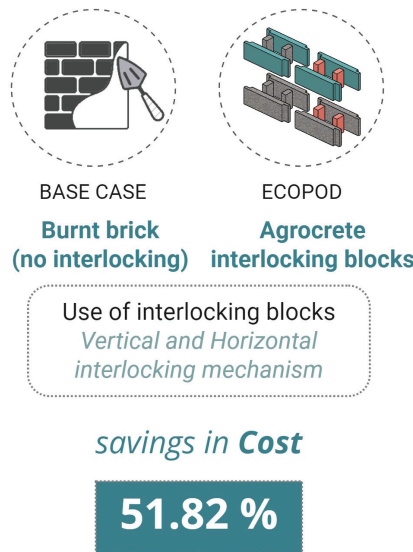 BASE CASE
ECOPOD
Burnt brick
(no interlocking)
Agrocrete
interlocking blocks
Use of interlocking blocks
Vertical and Horizontal
interlocking mechanism
savings in Cost
51.82 %